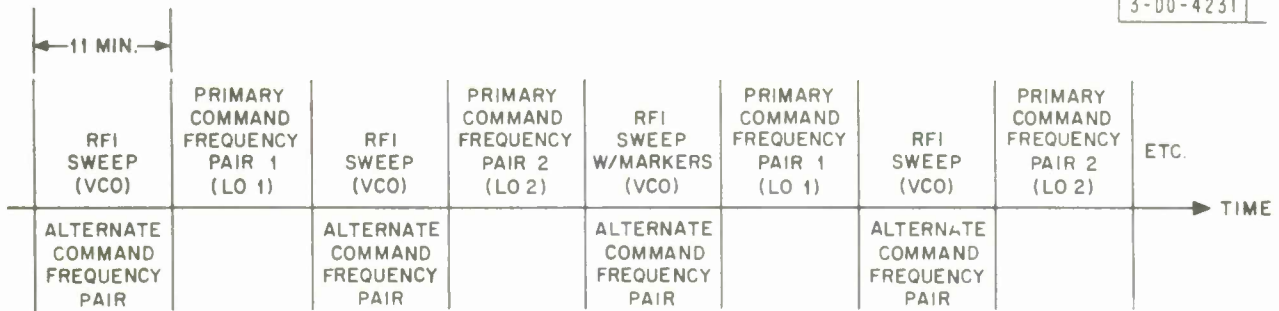 3-DO-4231
11 MIN.
RFI
SWEEP
(VCO)
PRIMARY
COMMAND
FREQUENCY
PAIR 1
(LO 1)
RFI
SWEEP
(VCO)
PRIMARY
COMMAND
FREQUENCY
PAIR 2
(LO 2)
RFI
SWEEP
W/MARKERS
(VCO)
PRIMARY
COMMAND
FREQUENCY
PAIR 1
(LO 1)
RFI
SWEEP
(VCO)
PRIMARY
COMMAND
FREQUENCY
PAIR 2
(LO 2)
ETC.
TIME
ALTERNATE
COMMAND
FREQUENCY
PAIR
ALTERNATE
COMMAND
FREQUENCY
PAIR
ALTERNATE
COMMAND
FREQUENCY
PAIR
ALTERNATE
COMMAND
FREQUENCY
PAIR